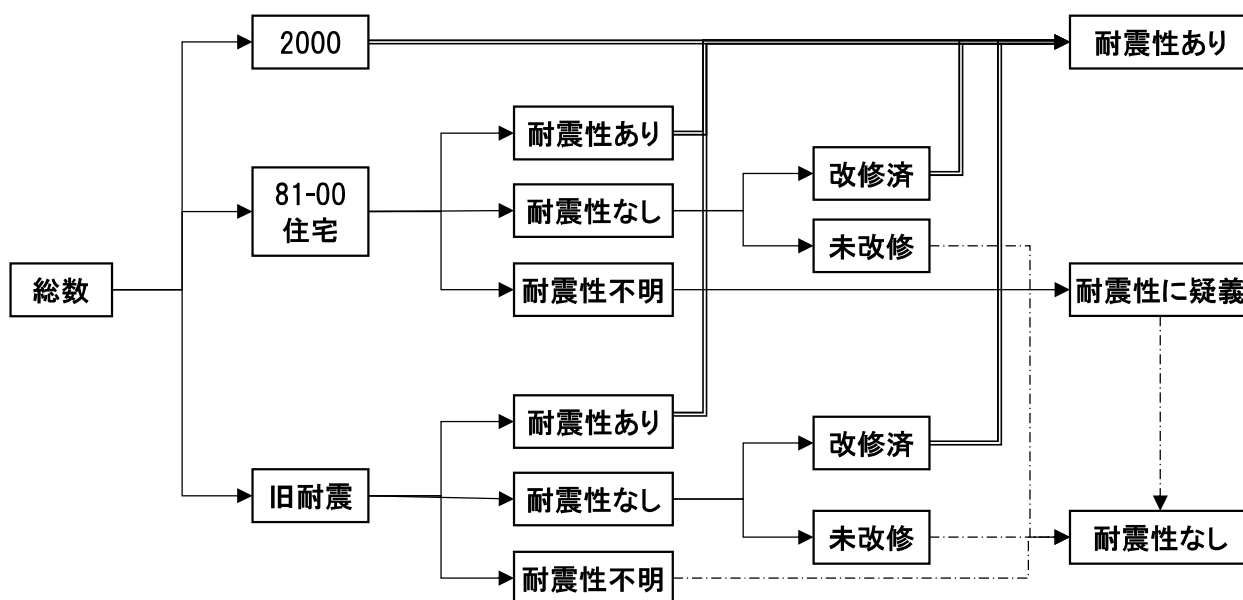 2000
耐震性あり
耐震性あり
81-00
住宅
耐震性なし
改修済
未改修
総数
耐震性不明
耐震性に疑義
耐震性あり
旧耐震
耐震性なし
改修済
未改修
耐震性なし
耐震性不明